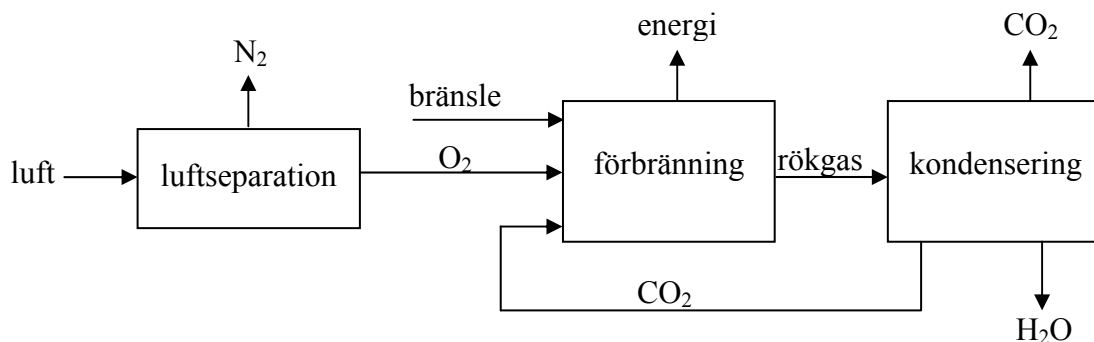 energi
CO₂
N₂
bränsle
luft
luftseparation
O₂
förbränning
rökgas
kondensering
CO₂
H₂O